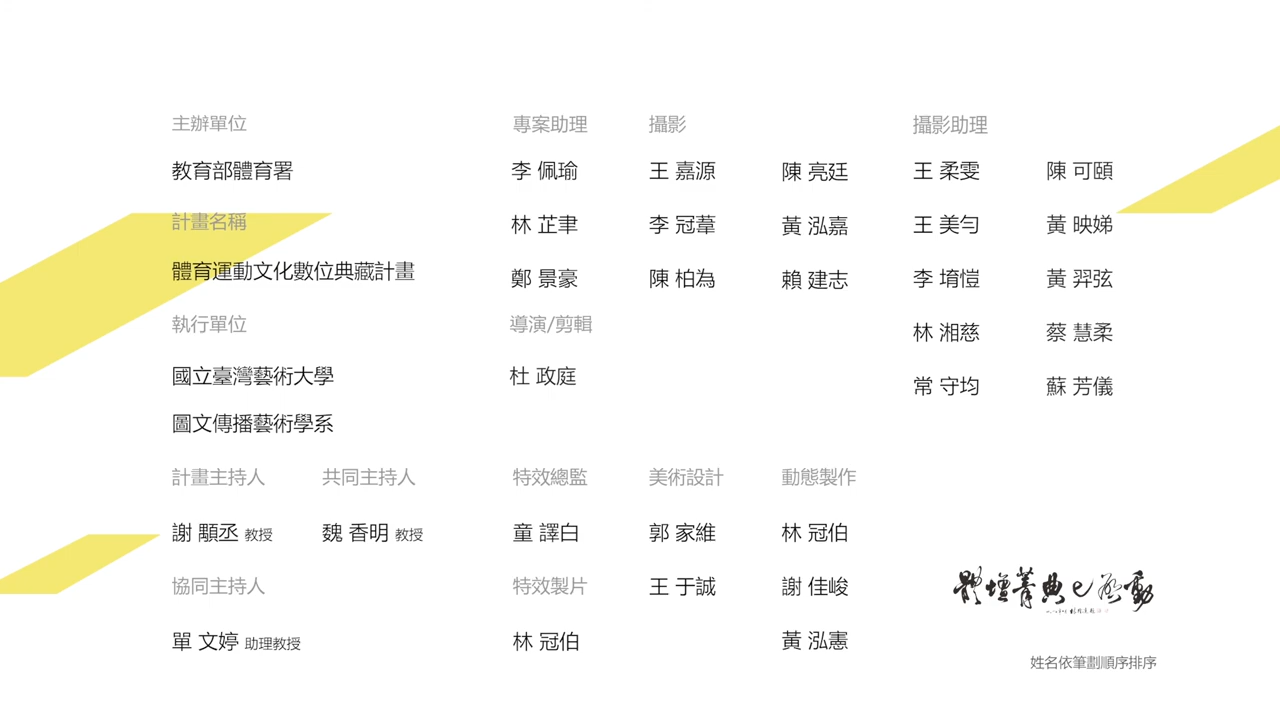 主辦單位
教育部體育署
計畫名稱
體育運動文化數位典藏計畫
執行單位
國立臺灣藝術大學
圖文傳播藝術學系
計畫主持人
謝 顒丞 教授
共同主持人
魏 香明 教授
協同主持人
單 文婷 助理教授
專案助理
李 佩瑜
林 芷聿
鄭 景豪
導演/剪輯
杜 政庭
特效總監
童 譯白
特效製片
林 冠伯
攝影
王 嘉源
李 冠葦
陳 柏為
陳 亮廷
黃 泓嘉
賴 建志
美術設計
郭 家維
王 于誠
動態製作
林 冠伯
謝 佳峻
黃 泓憲
攝影助理
王 柔雯
王 美勻
李 堉愷
林 湘慈
常 守均
陳 可頤
黃 映娣
黃 羿弦
蔡 慧柔
蘇 芳儀
體壇菁典e啟動
姓名依筆劃順序排序